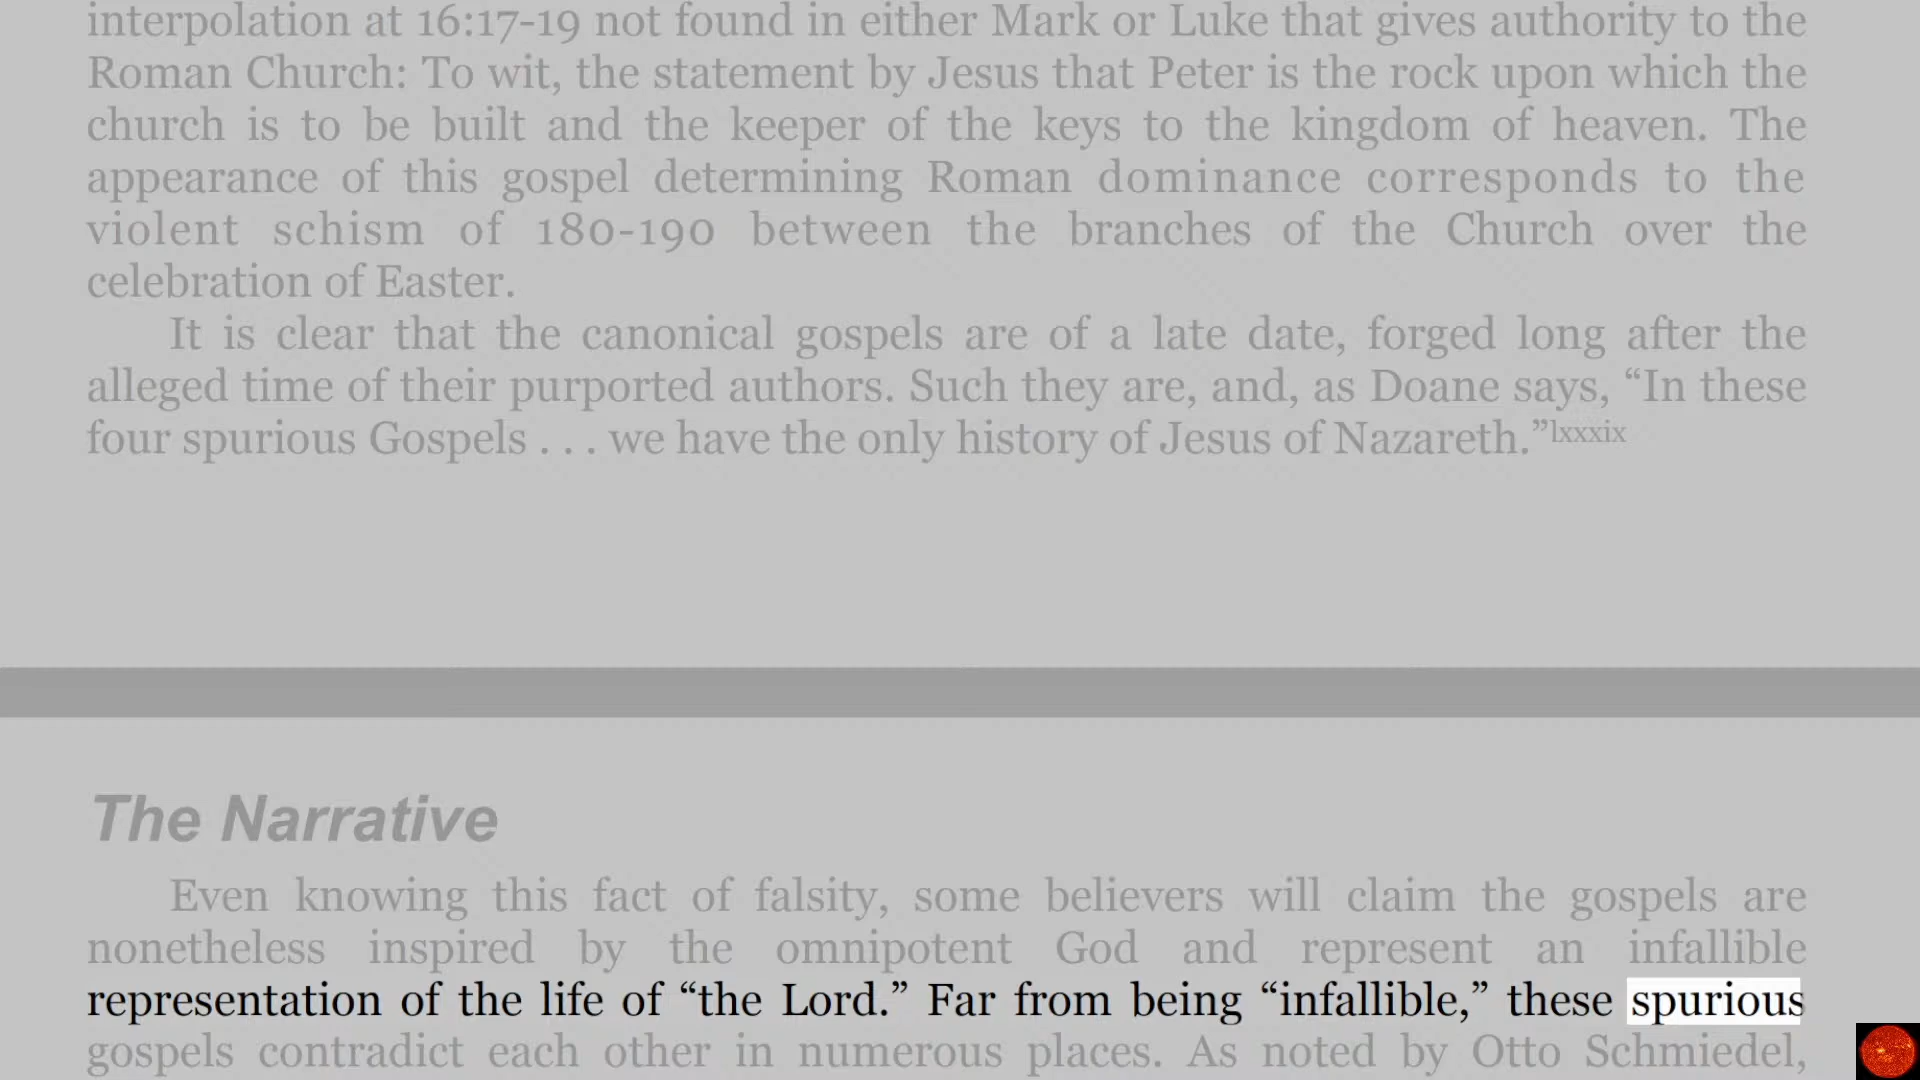 interpolation at 16:17-19 not found in either Mark or Luke that gives authority to the
Roman Church: To wit, the statement by Jesus that Peter is the rock upon which the
church is to be built and the keeper of the keys to the kingdom of heaven. The
appearance of this gospel determining Roman dominance corresponds to the
violent schism of 180-190 between the branches of the Church over the
celebration of Easter.
It is clear that the canonical gospels are of a late date, forged long after the
alleged time of their purported authors. Such they are, and, as Doane says, “In these
four spurious Gospels . . . we have the only history of Jesus of Nazareth.”lxxxix
The Narrative
Even knowing this fact of falsity, some believers will claim the gospels are
nonetheless inspired by the omnipotent God and represent an infallible
representation of the life of “the Lord.” Far from being “infallible,” these spurious
gospels contradict each other in numerous places. As noted by Otto Schmiedel,